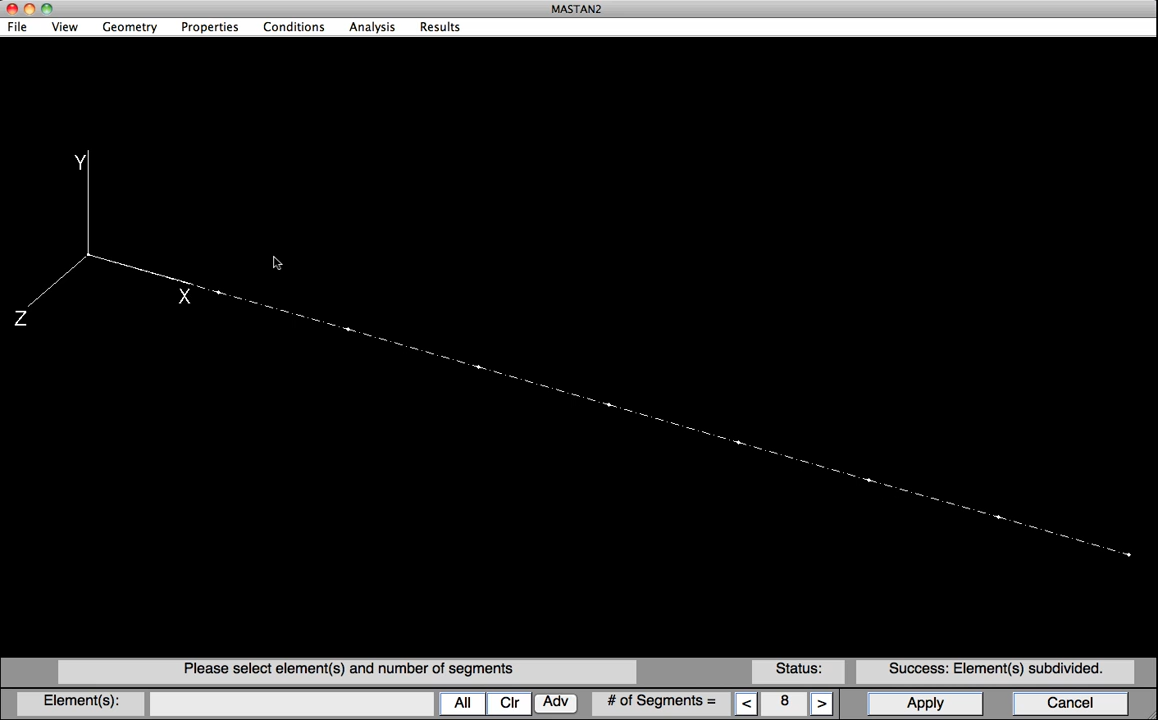 MASTAN2
File View Geometry Properties Conditions Analysis Results
Y
X
Z
Please select element(s) and number of segments Status: Success: Element(s) subdivided.
Element(s): All Clr Adv # of Segments = < 8 > Apply Cancel